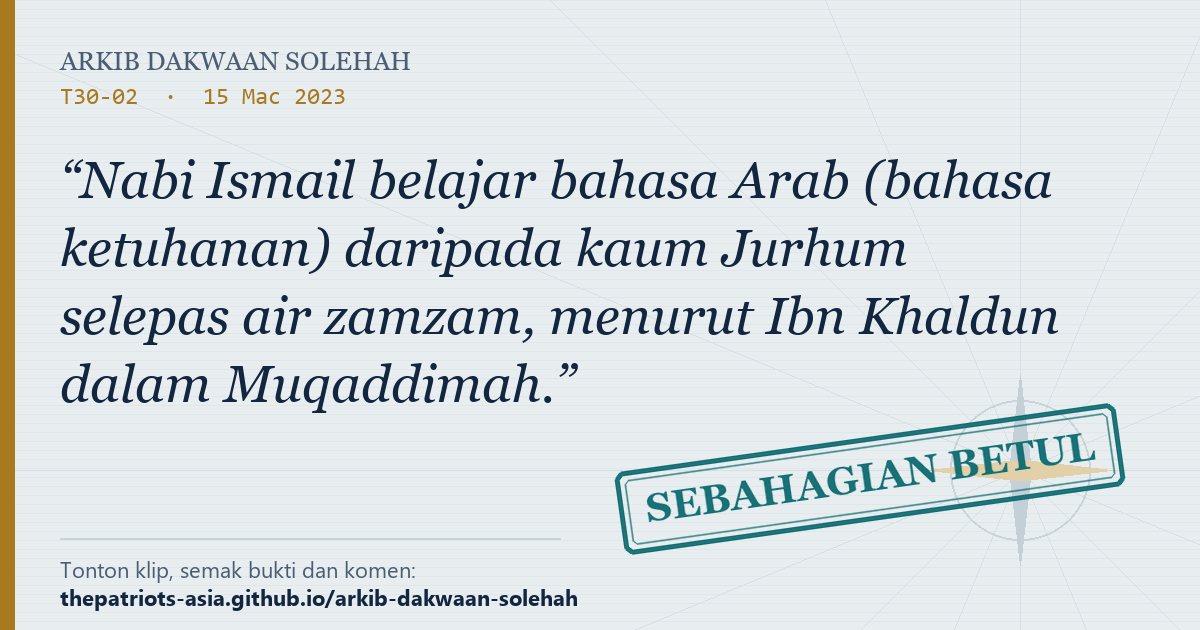 ARKIB DAKWAAN SOLEHAH
T30-02 · 15 Mac 2023
“Nabi Ismail belajar bahasa Arab (bahasa
ketuhanan) daripada kaum Jurhum
selepas air zamzam, menurut Ibn Khaldun
dalam Muqaddimah.”
SEBAHAGIAN BETUL
Tonton klip, semak bukti dan komen:
thepatriots-asia.github.io/arkib-dakwaan-solehah